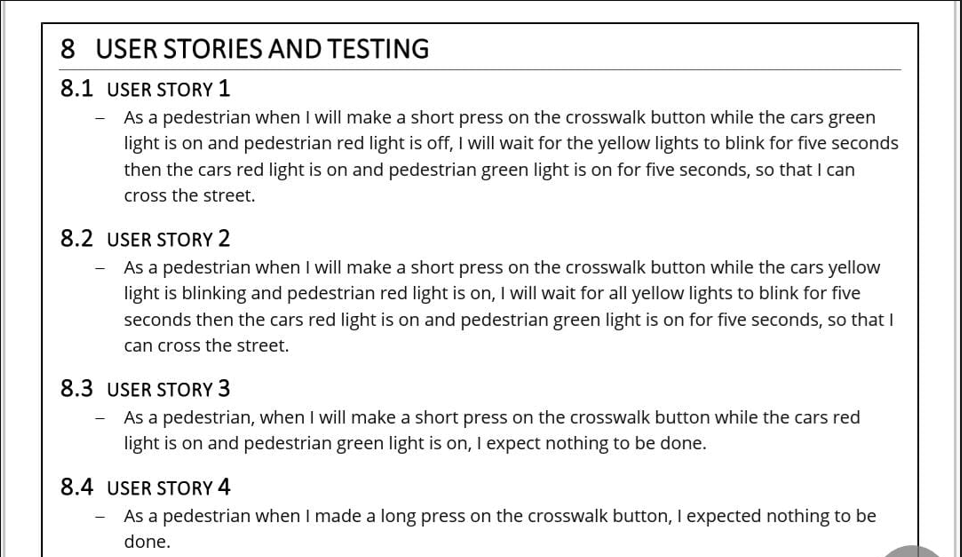 8 USER STORIES AND TESTING
8.1 USER STORY 1
– As a pedestrian when I will make a short press on the crosswalk button while the cars green
light is on and pedestrian red light is off, I will wait for the yellow lights to blink for five seconds
then the cars red light is on and pedestrian green light is on for five seconds, so that I can
cross the street.
8.2 USER STORY 2
– As a pedestrian when I will make a short press on the crosswalk button while the cars yellow
light is blinking and pedestrian red light is on, I will wait for all yellow lights to blink for five
seconds then the cars red light is on and pedestrian green light is on for five seconds, so that I
can cross the street.
8.3 USER STORY 3
– As a pedestrian, when I will make a short press on the crosswalk button while the cars red
light is on and pedestrian green light is on, I expect nothing to be done.
8.4 USER STORY 4
– As a pedestrian when I made a long press on the crosswalk button, I expected nothing to be
done.